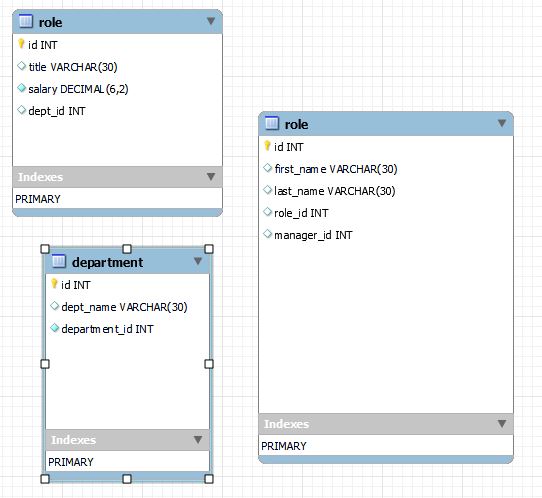 role
id INT
title VARCHAR(30)
salary DECIMAL(6,2)
dept_id INT
Indexes
PRIMARY
department
id INT
dept_name VARCHAR(30)
department_id INT
Indexes
PRIMARY
role
id INT
first_name VARCHAR(30)
last_name VARCHAR(30)
role_id INT
manager_id INT
Indexes
PRIMARY